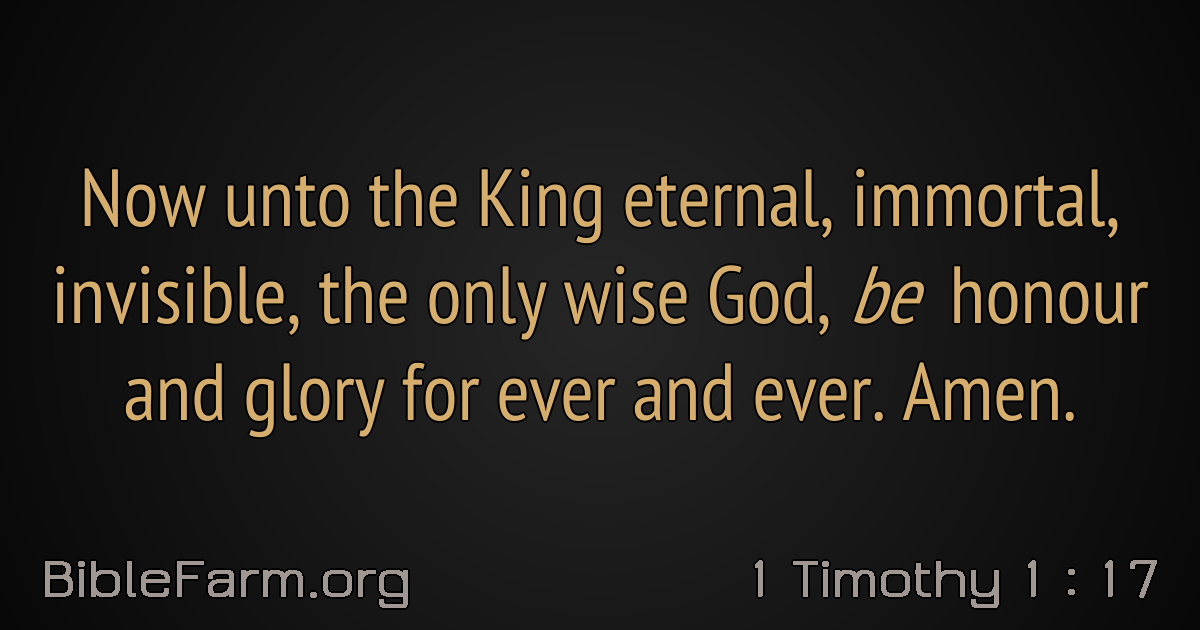 Now unto the King eternal, immortal,
invisible, the only wise God, be honour
and glory for ever and ever. Amen.
BibleFarm.org
1 Timothy 1 : 17